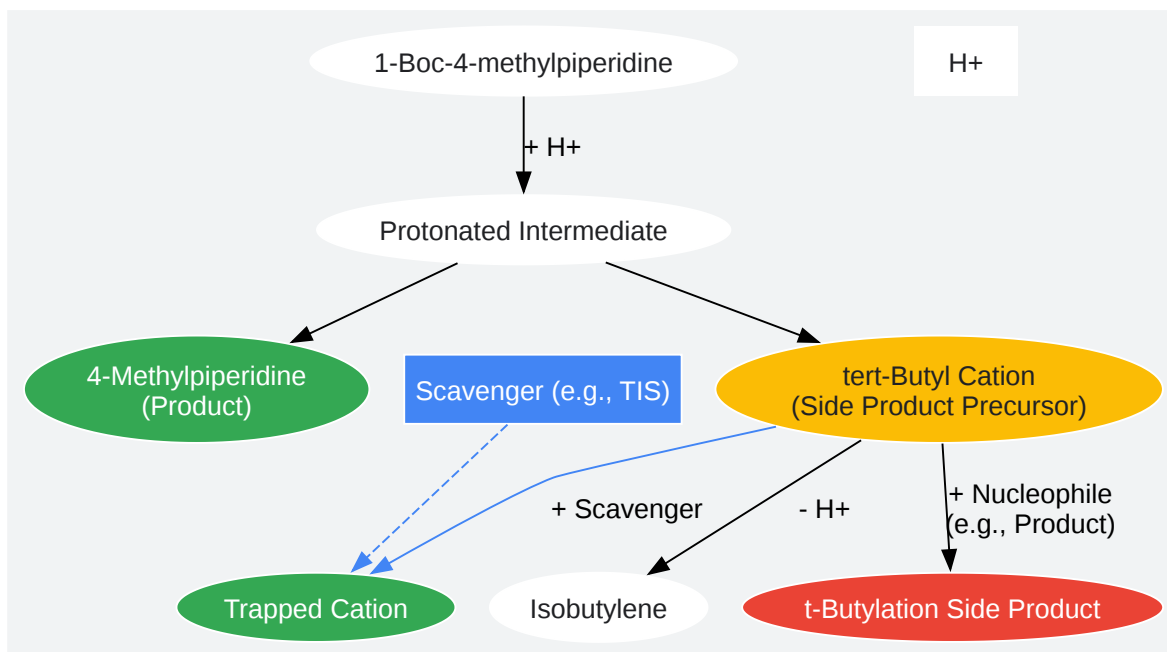 1-Boc-4-methylpiperidine
H+
+ H+
Protonated Intermediate
4-Methylpiperidine
(Product)
Scavenger (e.g., TIS)
tert-Butyl Cation
(Side Product Precursor)
+ Scavenger
- H+
+ Nucleophile
(e.g., Product)
Trapped Cation
Isobutylene
t-Butylation Side Product